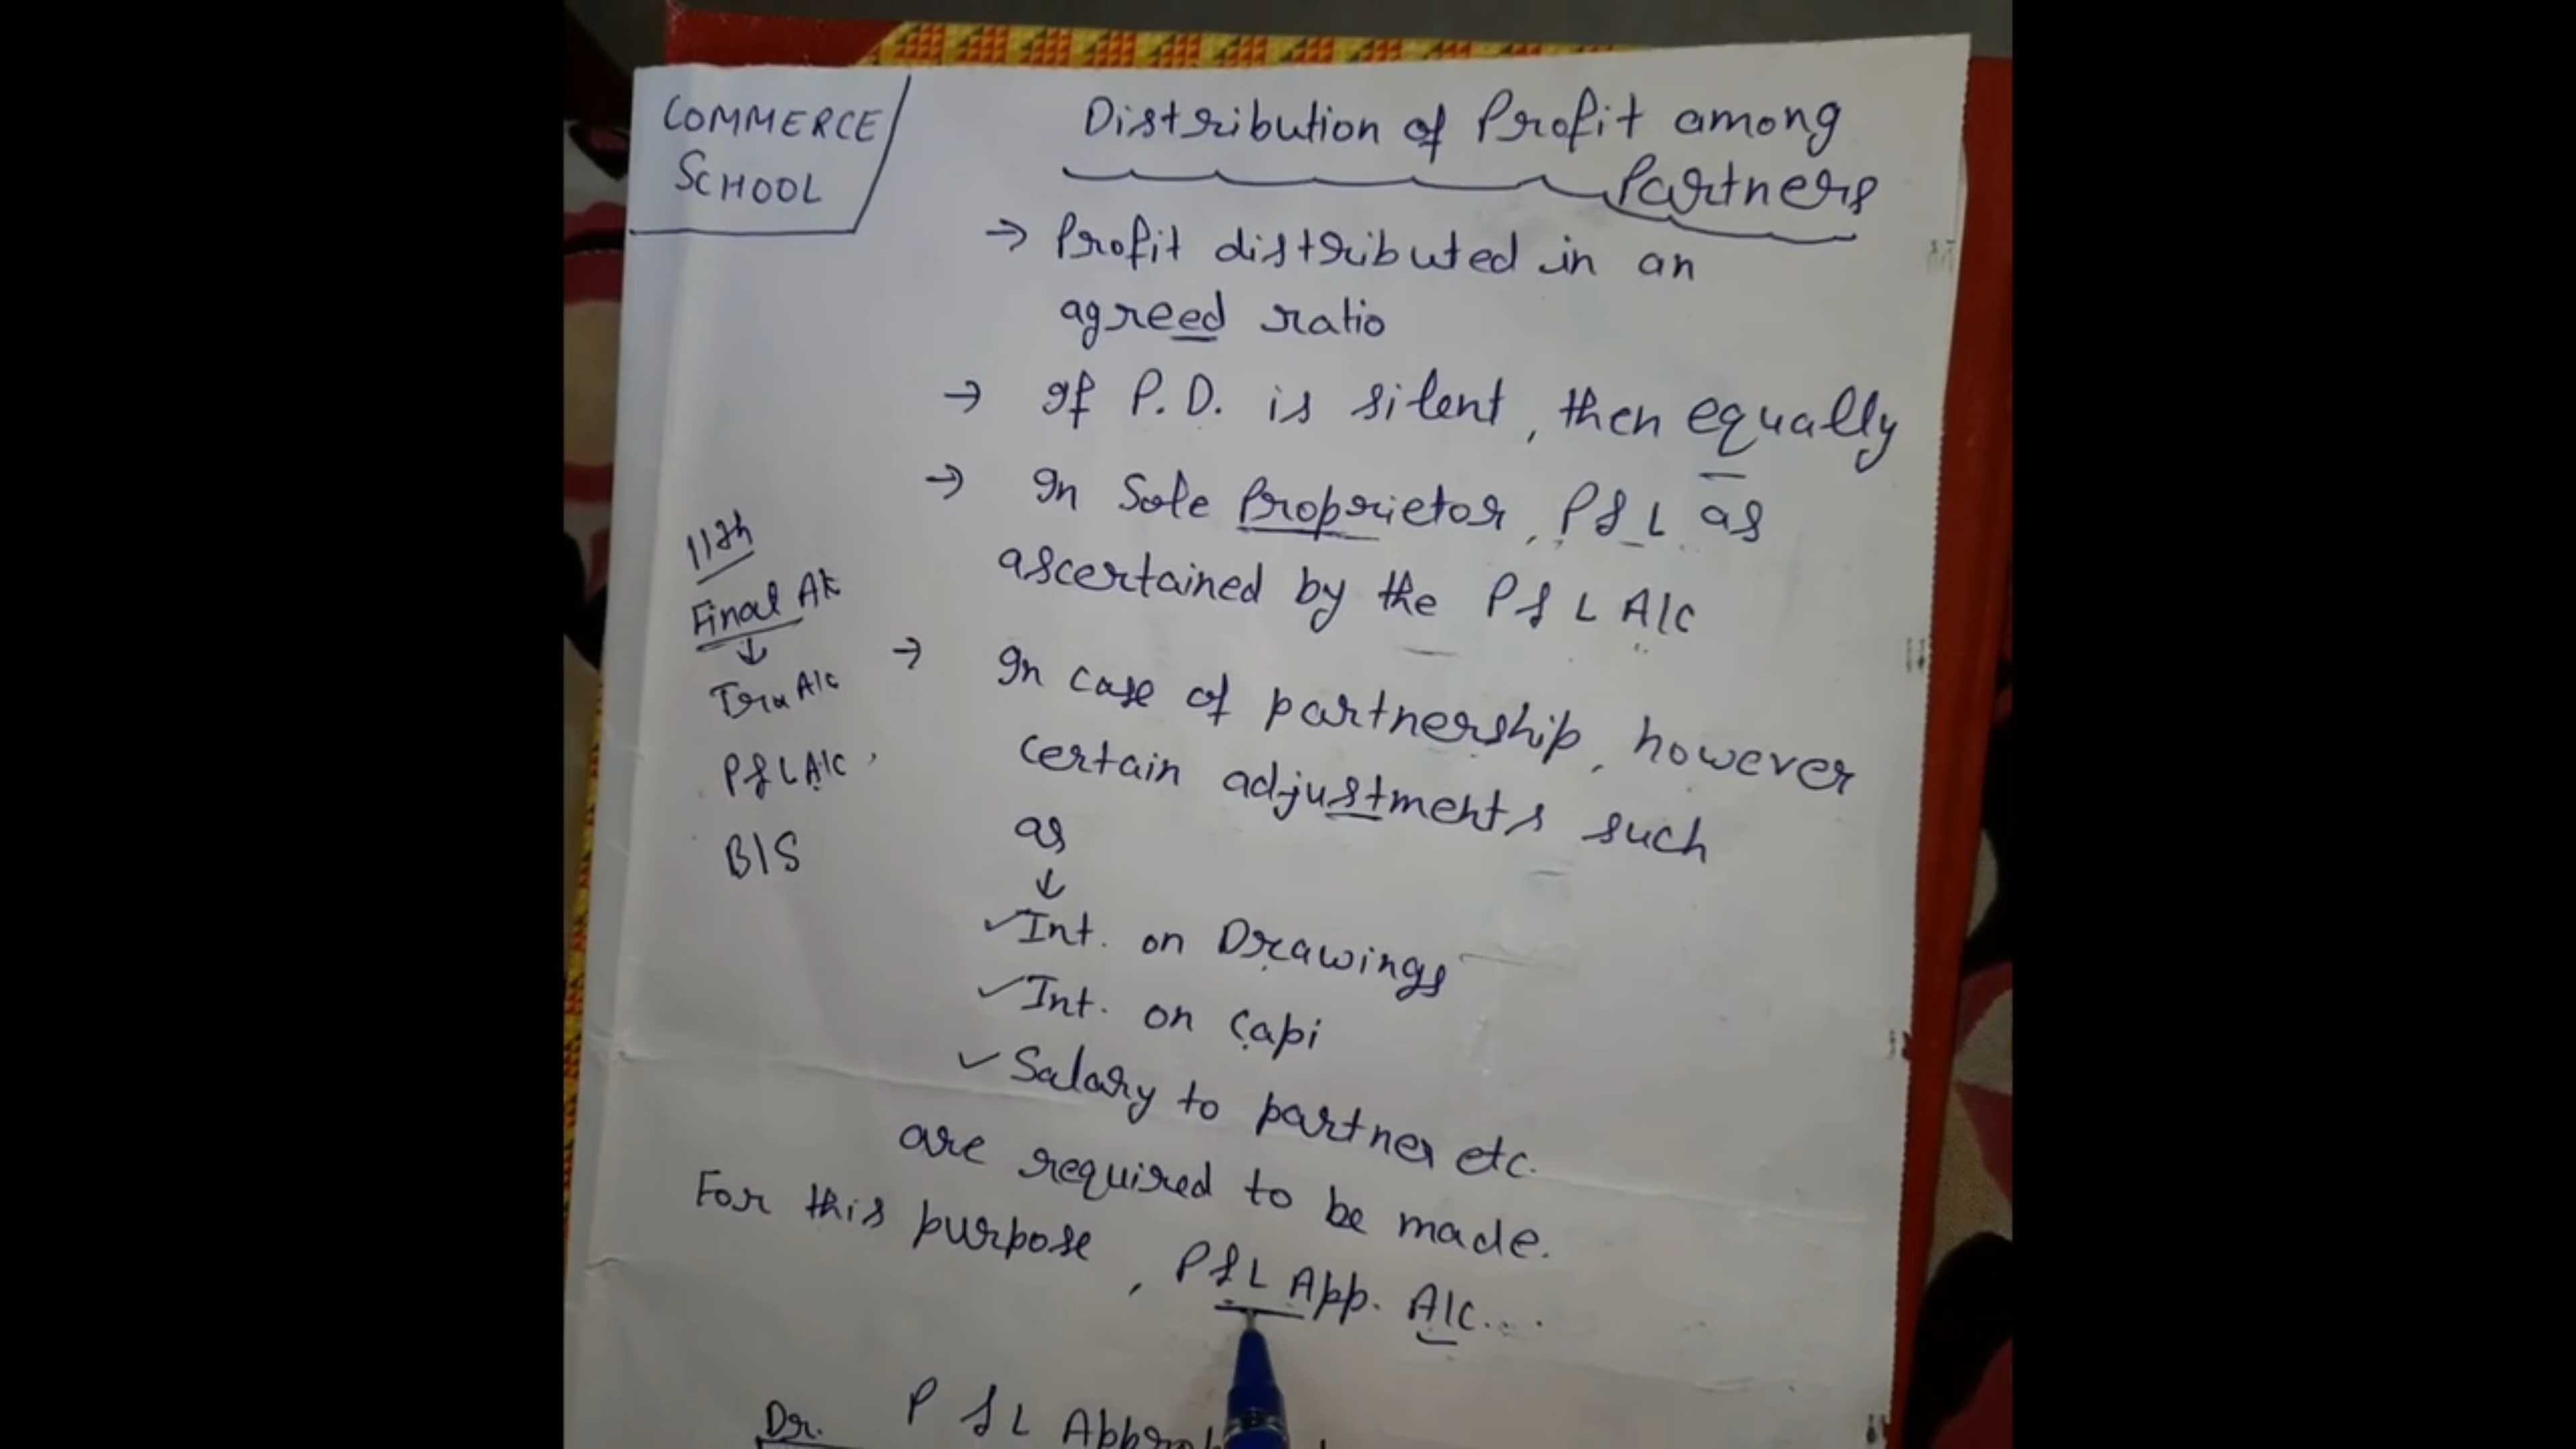 COMMERCE
SCHOOL
Distribution of Profit among
Partners
→ Profit distributed in an
agreed ratio
→ If P.D. is silent, then equally
→ In Sole Proprietor, P & L as
ascertained by the P & L A/C
→ In case of partnership, however
certain adjustments such
as
↓
✓ Int. on Drawings
✓ Int. on Capi
✓ Salary to partner etc.
are required to be made.
For this purpose, P & L App. A/C....
Dr. P & L
11th
Final
↓
A/c
P & L A/C
B/S